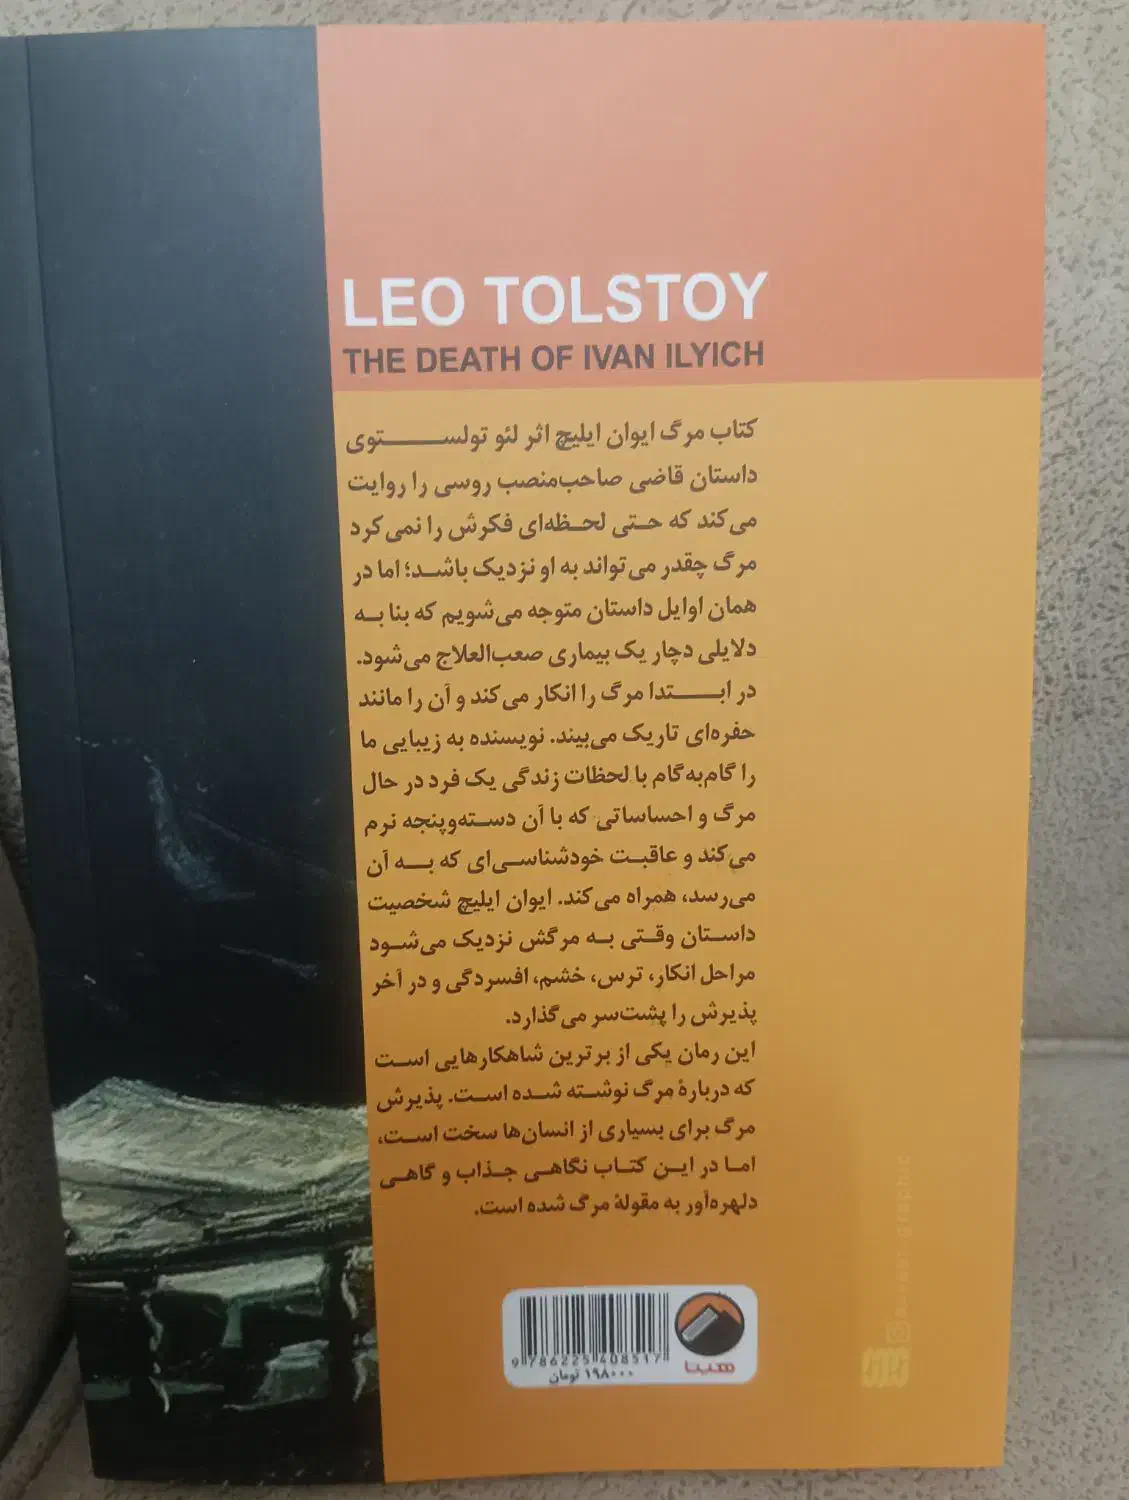 LEO TOLSTOY
THE DEATH OF IVAN ILYICH
کتاب مرگ ایوان ایلیچ اثر لئو تولستوی
داستان قاضی صاحب‌منصب روسی را روایت
می‌کند که حتی لحظه‌ای فکرش را نمی‌کرد
مرگ چقدر می‌تواند به او نزدیک باشد؛ اما در
همان اوایل داستان متوجه می‌شویم که بنا به
دلایلی دچار یک بیماری صعب‌العلاج می‌شود.
در ابتدا مرگ را انکار می‌کند و آن را مانند
حفره‌ای تاریک می‌بیند. نویسنده به زیبایی ما
را گام‌به‌گام با لحظات زندگی یک فرد در حال
مرگ و احساساتی که با آن دسته‌وپنجه نرم
می‌کند و عاقبت خودشناسی‌ای که به آن
می‌رسد، همراه می‌کند. ایوان ایلیچ شخصیت
داستان وقتی به مرگش نزدیک می‌شود
مراحل انکار، ترس، خشم، افسردگی و در آخر
پذیرش را پشت‌سر می‌گذارد.
این رمان یکی از برترین شاهکارهایی است
که دربارهٔ مرگ نوشته شده است. پذیرش
مرگ برای بسیاری از انسان‌ها سخت است،
اما در این کتاب نگاهی جذاب و گاهی
دلهره‌آور به مقولهٔ مرگ شده است.
9 786225 408517
۱۹۸۰۰۰ تومان
هینا